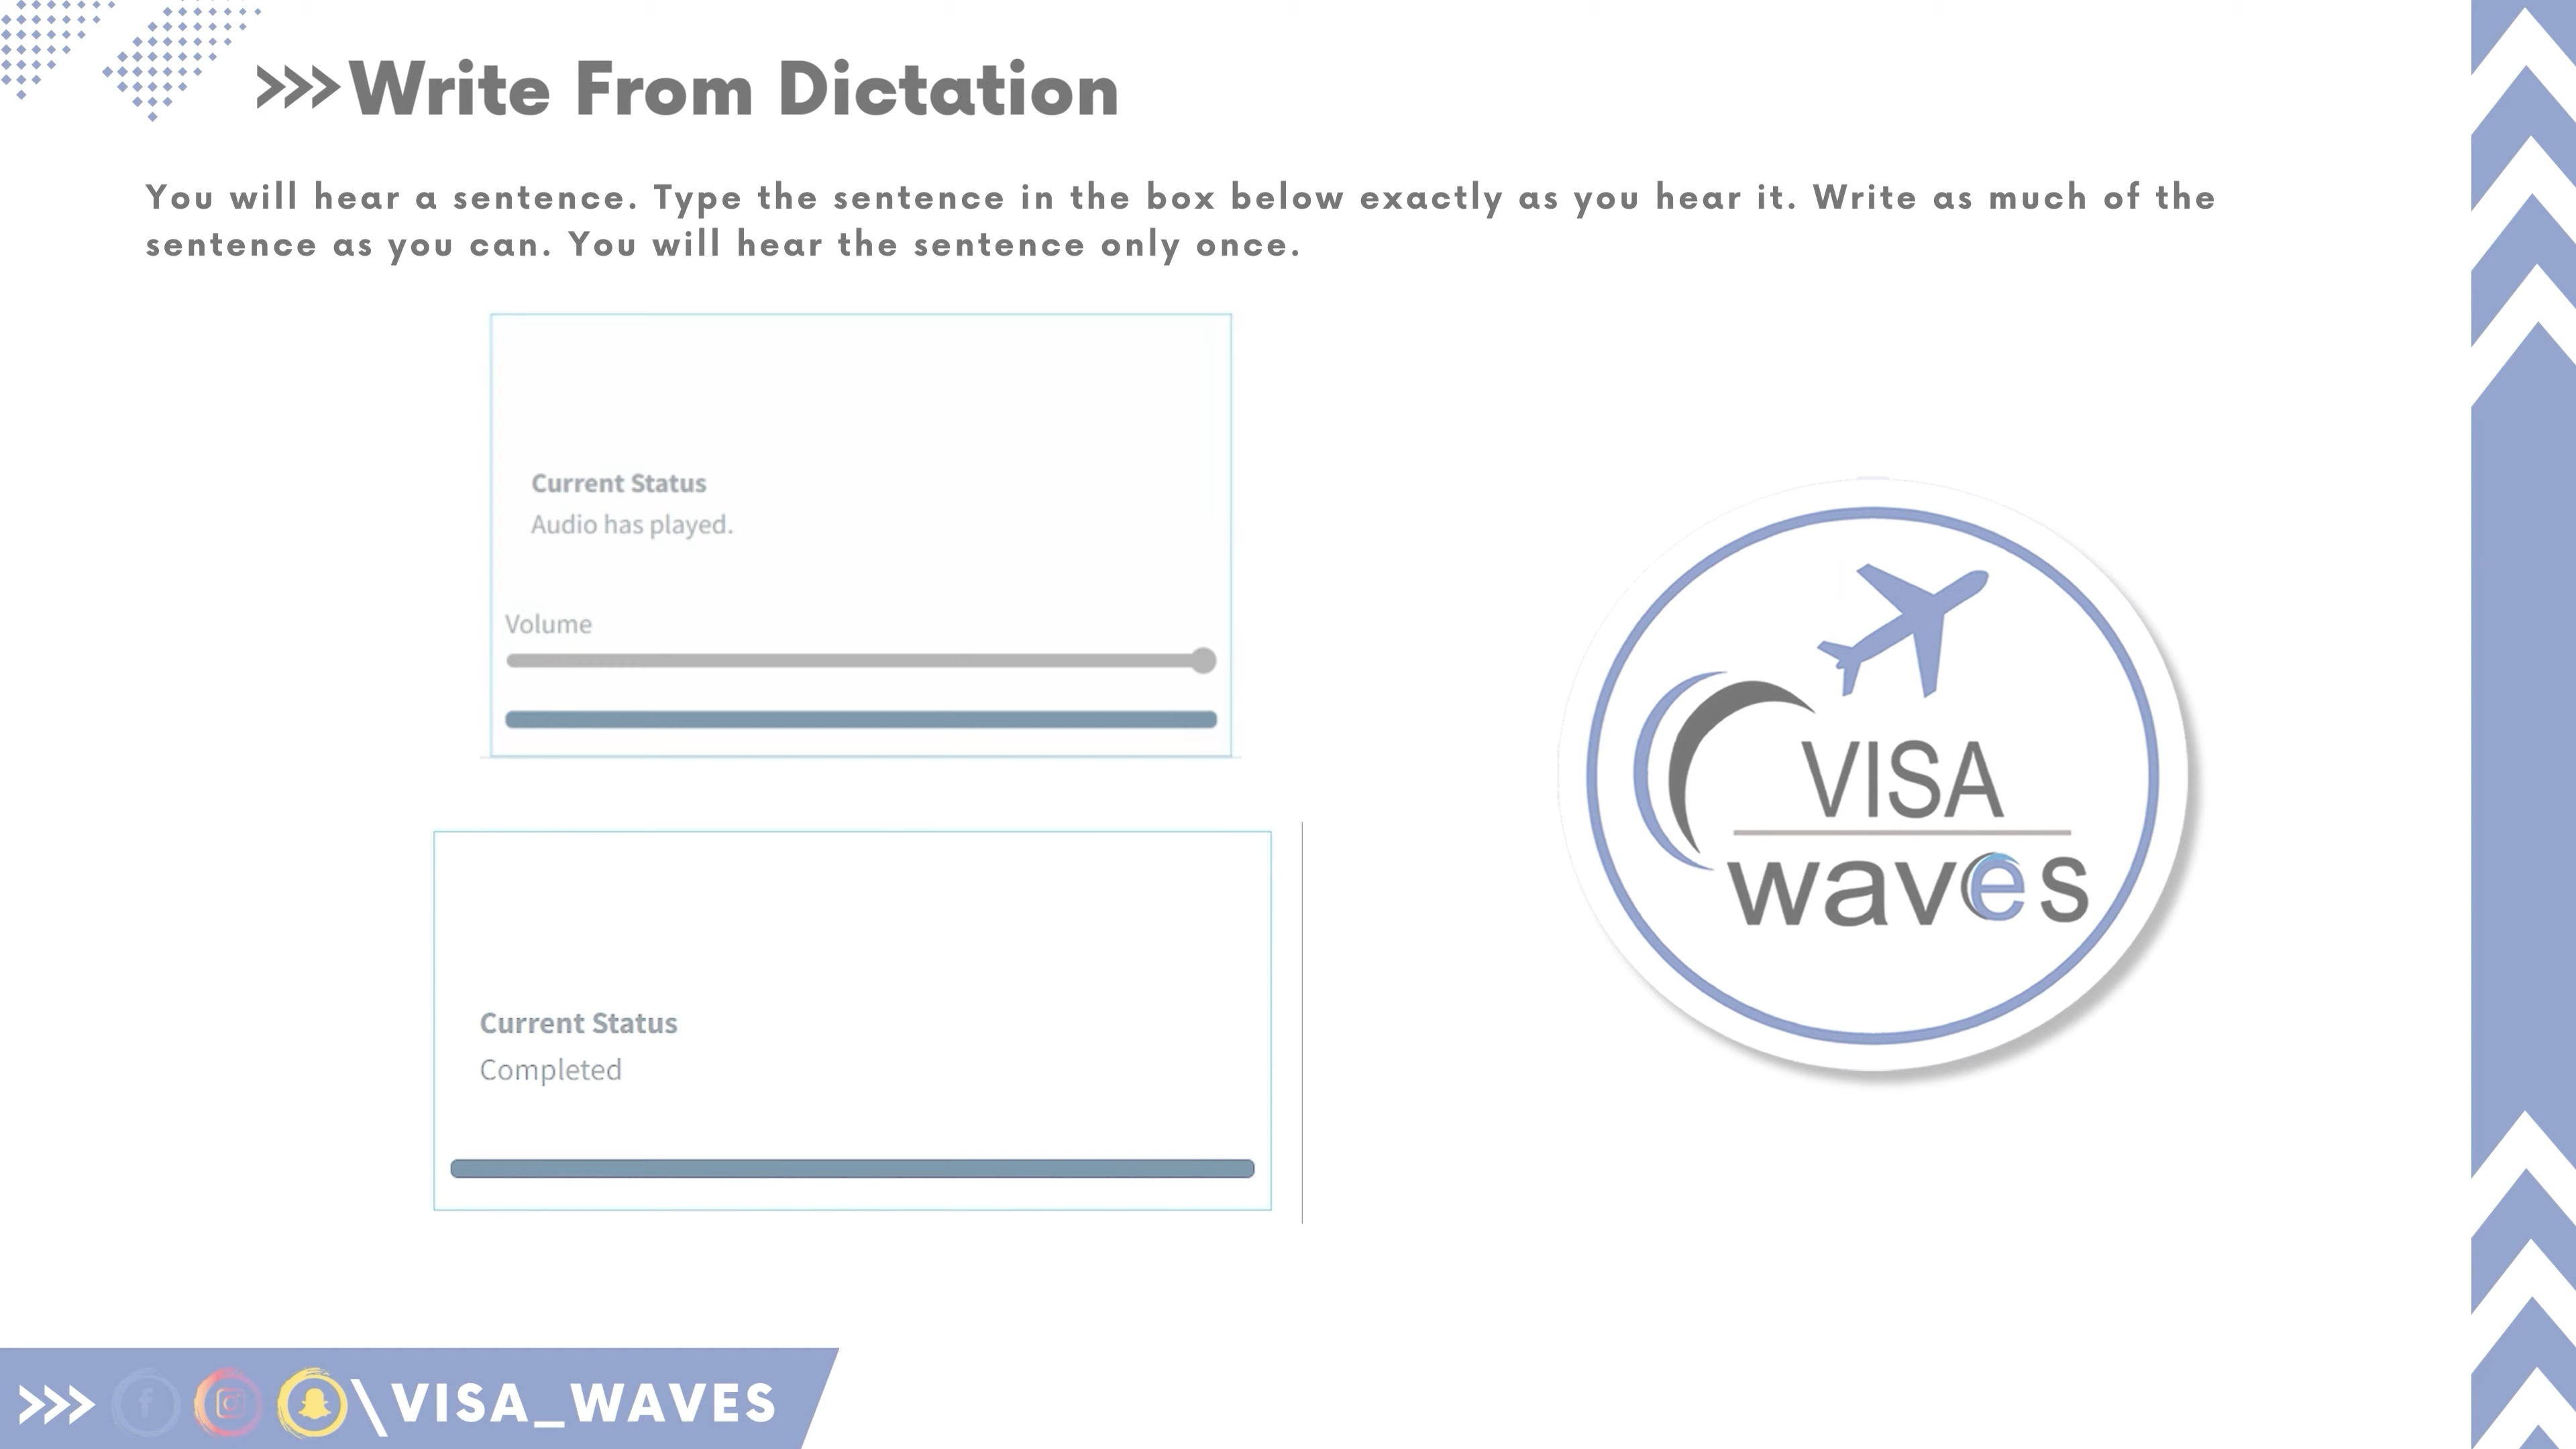 >>>Write From Dictation
You will hear a sentence. Type the sentence in the box below exactly as you hear it. Write as much of the
sentence as you can. You will hear the sentence only once.
Current Status
Audio has played.
Volume
Current Status
Completed
VISA
waves
>>> \VISA_WAVES